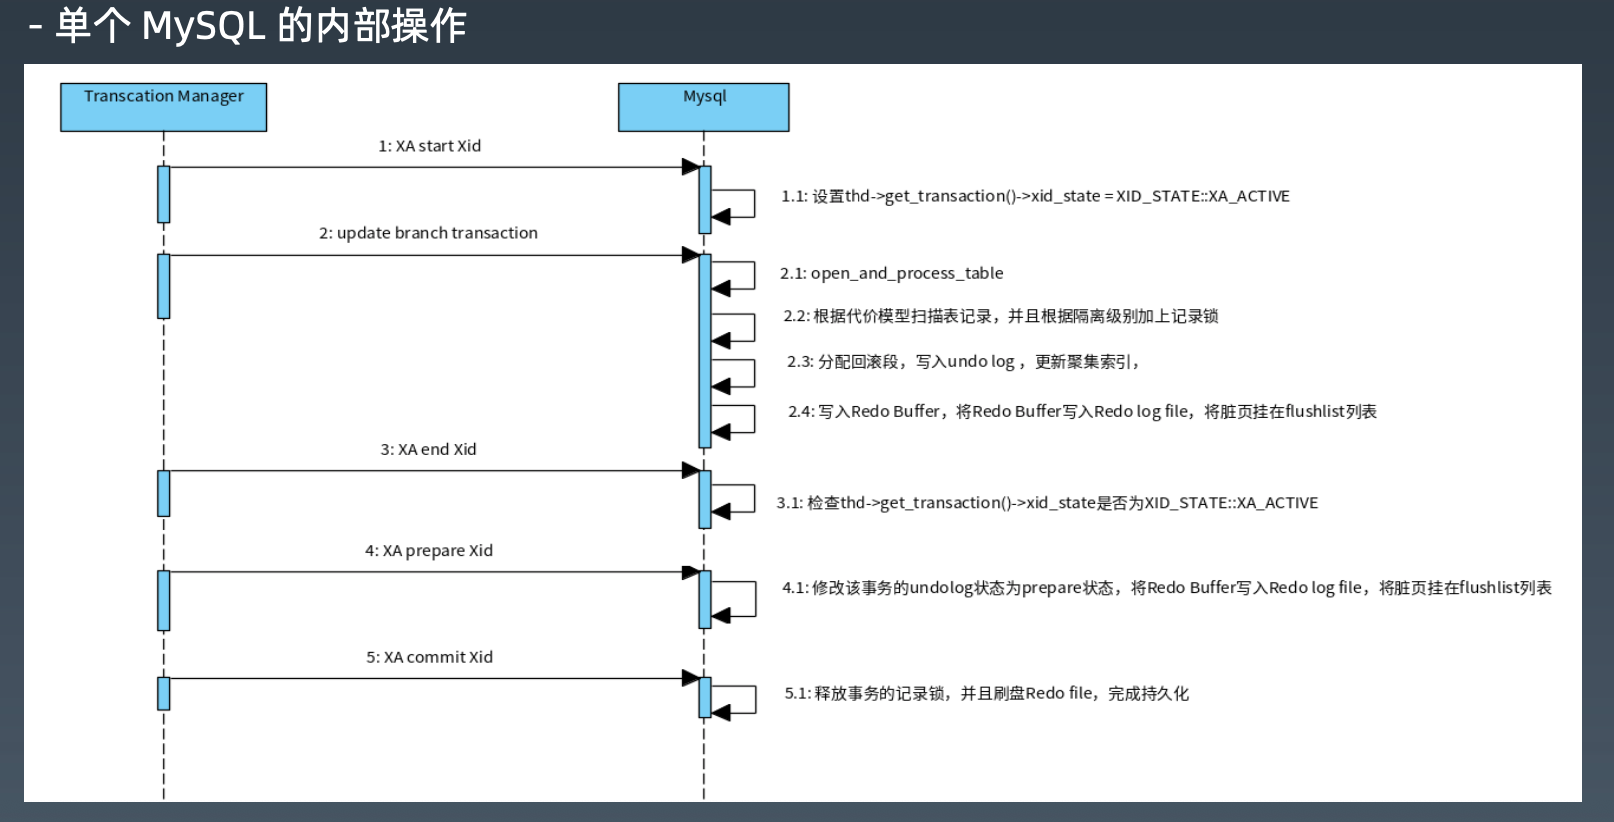 - 单个 MySQL 的内部操作
Transcation Manager
Mysql
1: XA start Xid
1.1: 设置thd->get_transaction()->xid_state = XID_STATE::XA_ACTIVE
2: update branch transaction
2.1: open_and_process_table
2.2: 根据代价模型扫描表记录，并且根据隔离级别加上记录锁
2.3: 分配回滚段，写入undo log ，更新聚集索引，
2.4: 写入Redo Buffer，将Redo Buffer写入Redo log file，将脏页挂在flushlist列表
3: XA end Xid
3.1: 检查thd->get_transaction()->xid_state是否为XID_STATE::XA_ACTIVE
4: XA prepare Xid
4.1: 修改该事务的undolog状态为prepare状态，将Redo Buffer写入Redo log file，将脏页挂在flushlist列表
5: XA commit Xid
5.1: 释放事务的记录锁，并且刷盘Redo file，完成持久化